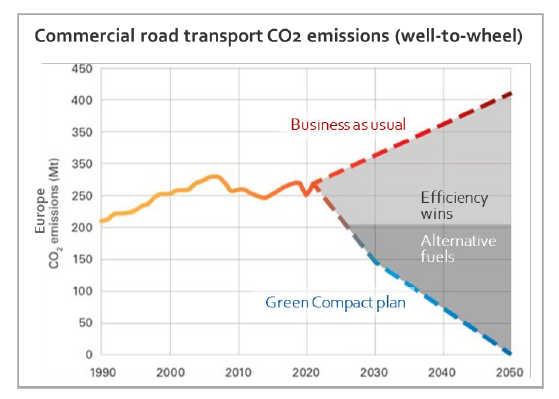 Commercial road transport CO2 emissions (well-to-wheel)
450
400
350
350
250
200
150
100
50
0
Europe
CO₂ emissions (Mt)
Business as usual
Efficiency
wins
Alternative
fuels
Green Compact plan
1990 2000 2010 2020 2030 2040 2050